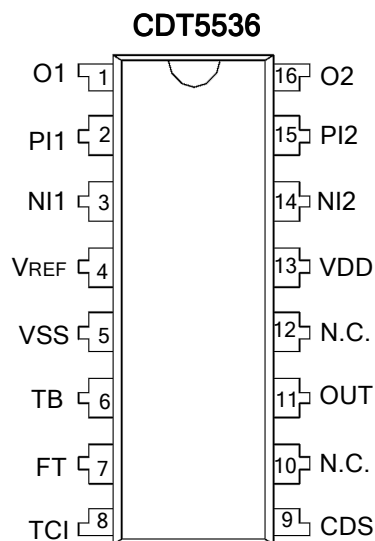 CDT5536
O1 1 16 O2
PI1 2 15 PI2
NI1 3 14 NI2
VREF 4 13 VDD
VSS 5 12 N.C.
TB 6 11 OUT
FT 7 10 N.C.
TCI 8 9 CDS